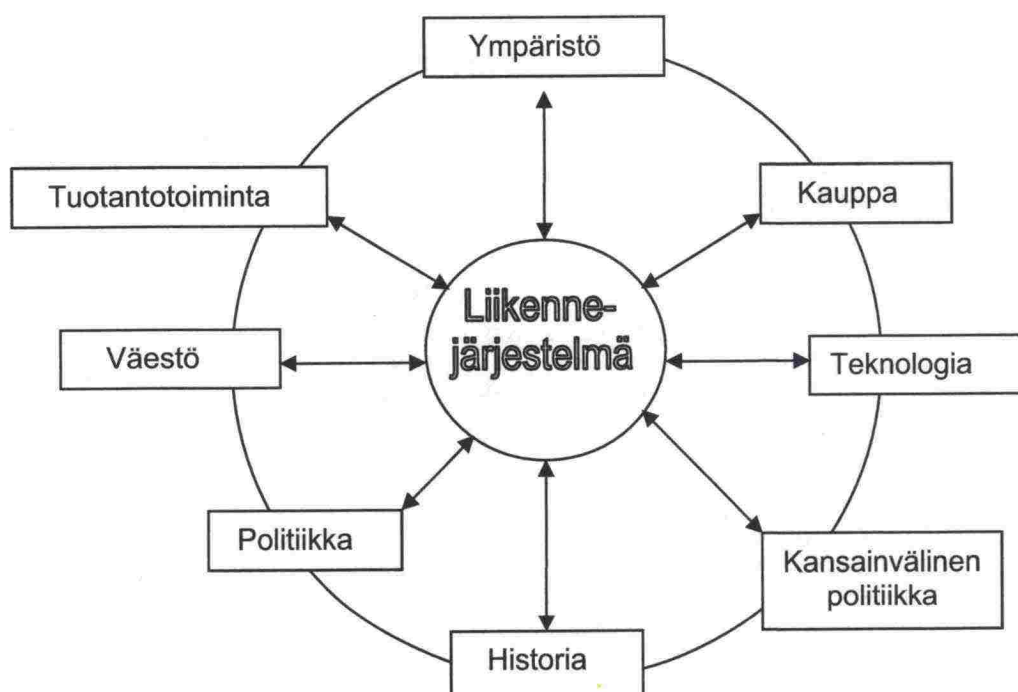 Ympäristö
Tuotantotoiminta
Kauppa
Liikenne-
järjestelmä
Väestö
Teknologia
Politiikka
Kansainvälinen
politiikka
Historia